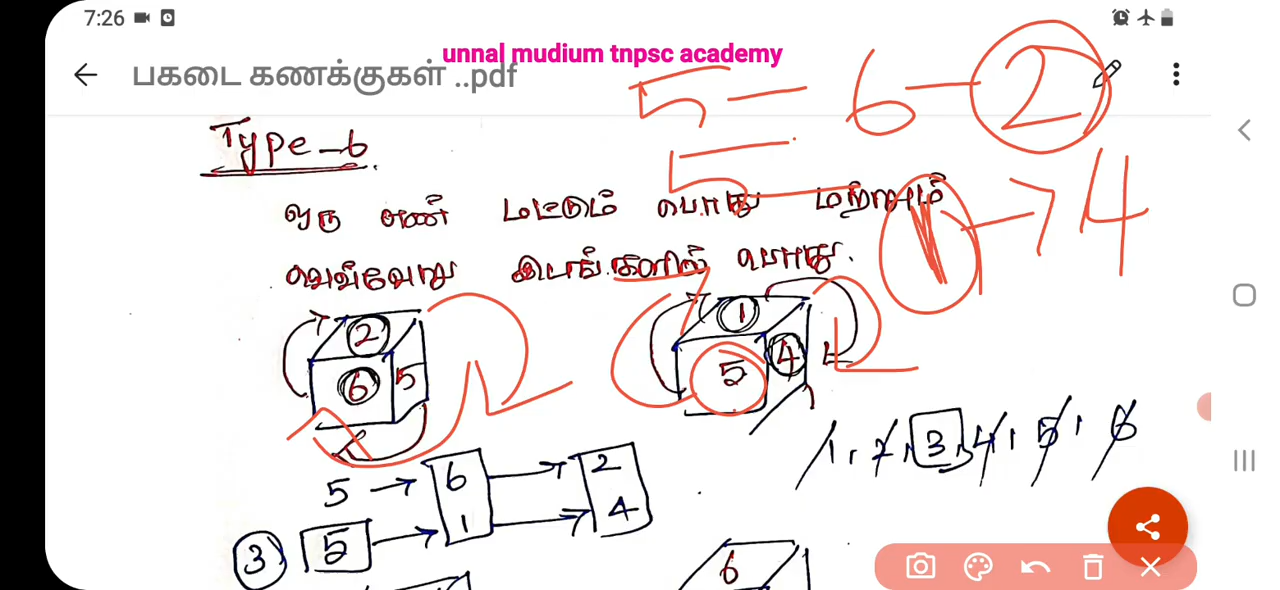 7:26
unnal mudium tnpsc academy
பகடை கணக்குகள் ..pdf
5 = 6 - 2
5 - 1 → 4
Type-6
ஒரு எண் மட்டும் பொது மற்றும்
வெவ்வேறு இடங்களில் பொது.
2
6 5
1
5 4
1, 2, 3, 4, 5, 6
5 → 6 → 2
3 5 → 1 → 4
6